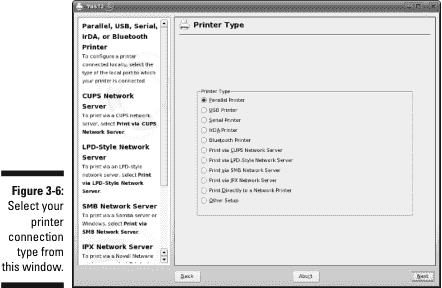 YaST2
Parallel, USB, Serial,
IrDA, or Bluetooth
Printer
To configure a printer
connected locally, select the
type of the local port to which
your printer is connected.
CUPS Network
Server
To print via a CUPS network
server, select Print via CUPS
Network Server.
LPD-Style Network
Server
To print via an LPD-style
network server, select Print
via LPD-Style Network
Server.
SMB Network Server
To print via a Samba server or
Windows, select Print via
SMB Network Server.
IPX Network Server
To print via a Novell Network
Printer Type
Printer Type
Parallel Printer
USB Printer
Serial Printer
IrDA Printer
Bluetooth Printer
Print via CUPS Network Server
Print via LPD-Style Network Server
Print via SMB Network Server
Print via IPX Network Server
Print Directly to a Network Printer
Other Setup
Back
Abort
Next
Figure 3-6:
Select your
printer
connection
type from
this window.